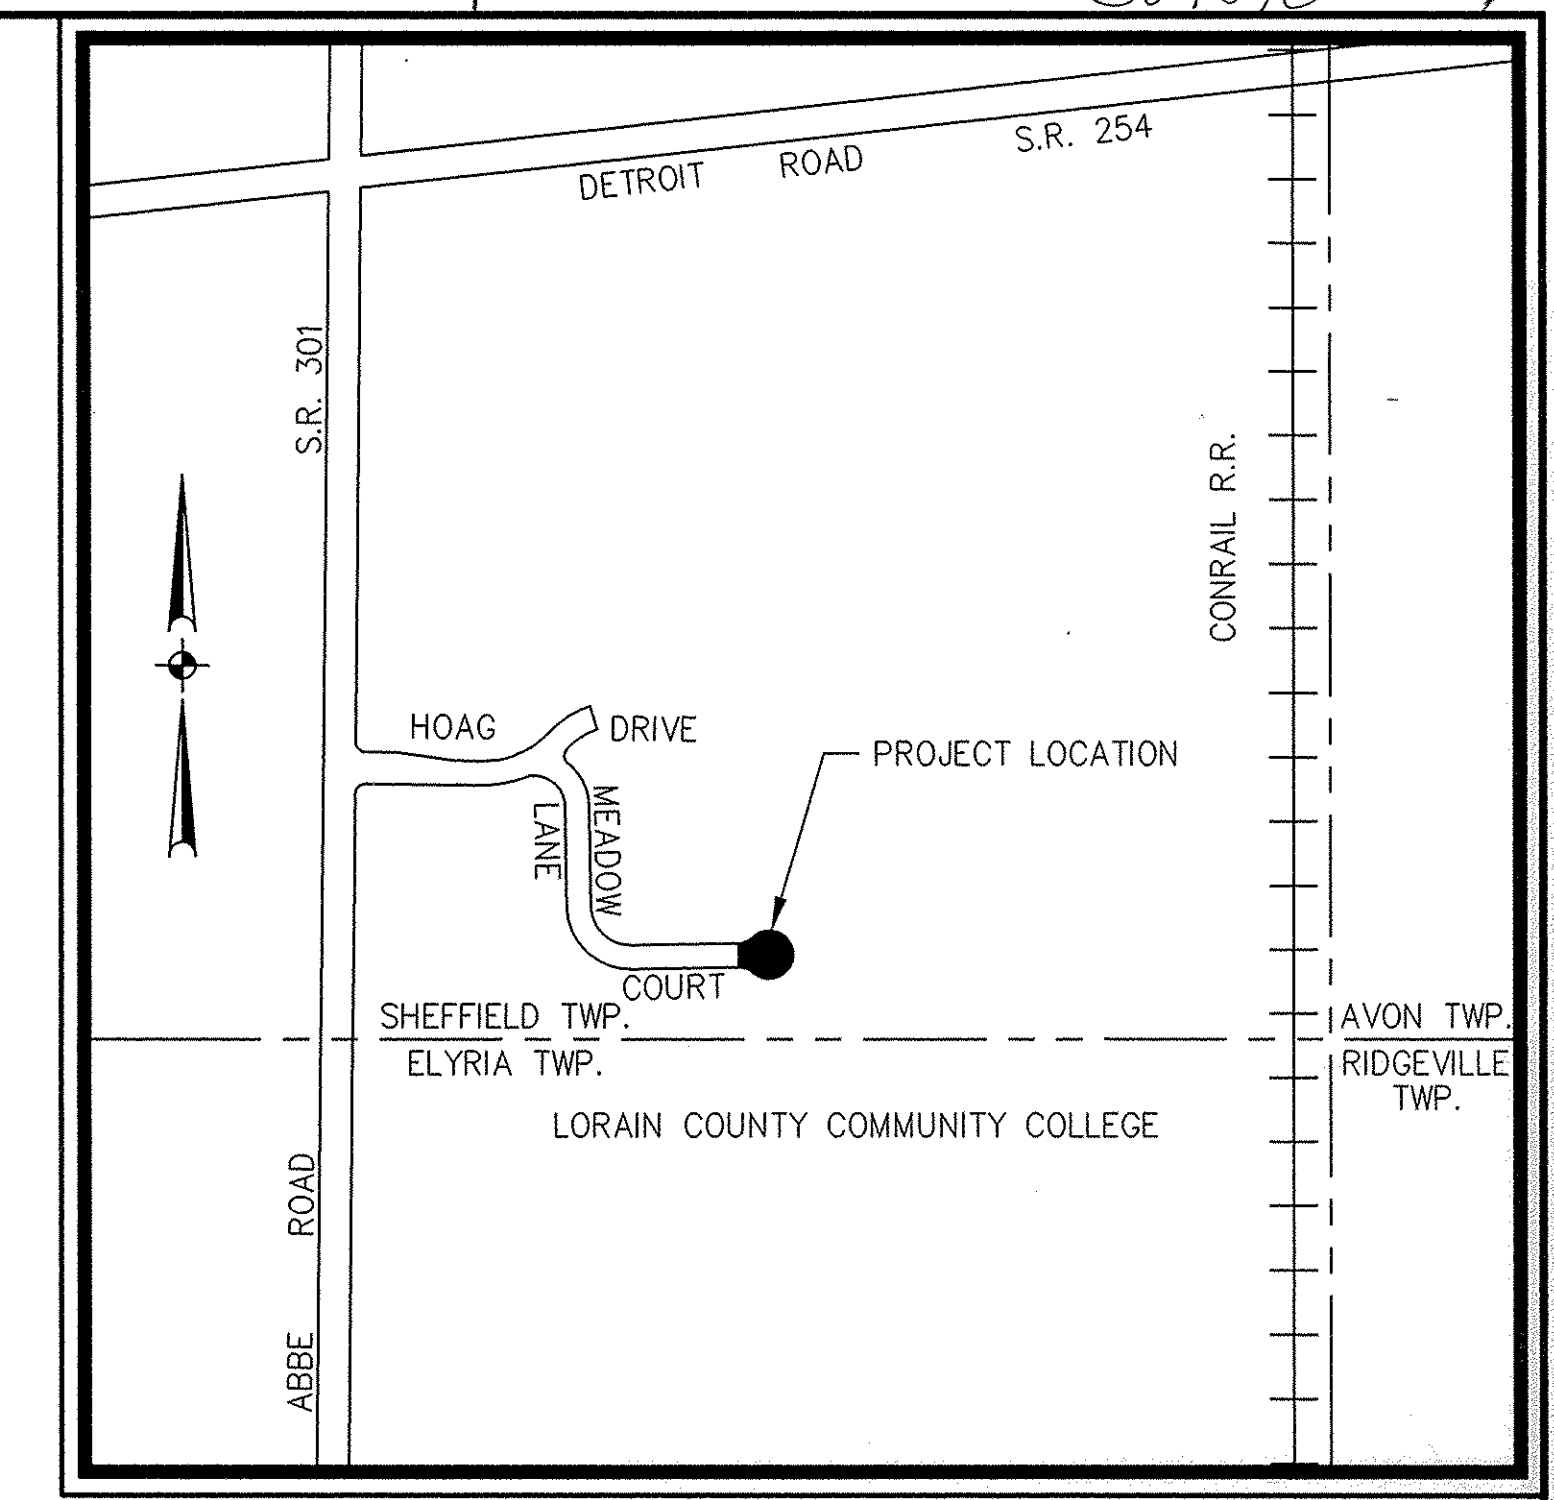 S.R. 254
DETROIT ROAD
S.R. 301
CONRAIL R.R.
HOAG DRIVE
PROJECT LOCATION
MEADOW
LANE
COURT
SHEFFIELD TWP.
AVON TWP.
ELYRIA TWP.
RIDGEVILLE
TWP.
LORAIN COUNTY COMMUNITY COLLEGE
ABBE ROAD